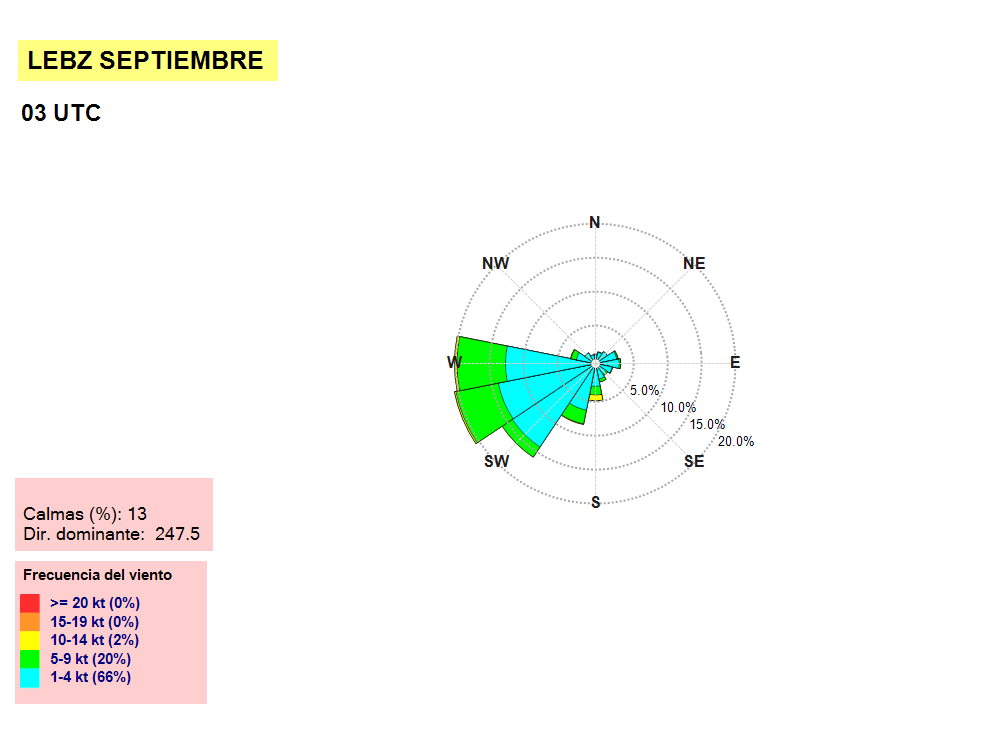 LEBZ SEPTIEMBRE
03 UTC
N
NW
NE
W
E
5.0%
10.0%
15.0%
20.0%
SW
SE
S
Calmas (%): 13
Dir. dominante: 247.5
Frecuencia del viento
>= 20 kt (0%)
15-19 kt (0%)
10-14 kt (2%)
5-9 kt (20%)
1-4 kt (66%)